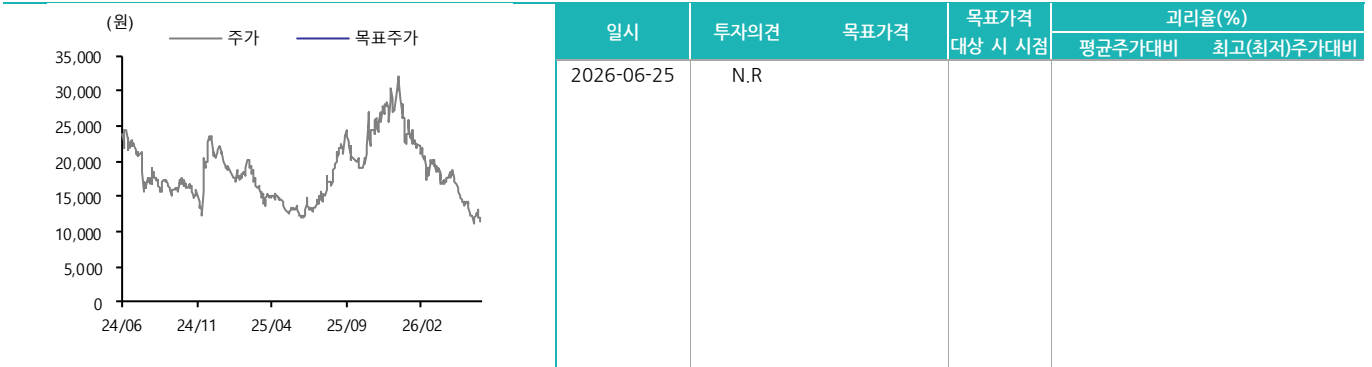 (원)
주가
목표주가
35,000
30,000
25,000
20,000
15,000
10,000
5,000
0
24/06
24/11
25/04
25/09
26/02
일시
투자의견
목표가격
목표가격
대상 시 시점
괴리율(%)
평균주가대비
최고(최저)주가대비
2026-06-25
N.R